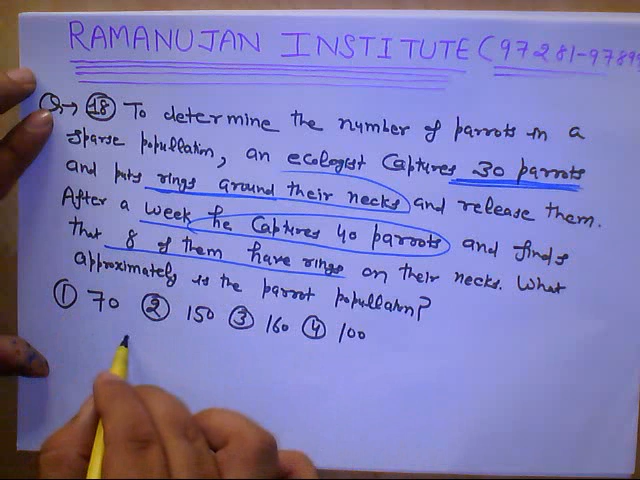 RAMANUJAN INSTITUTE (97281-9789
Q→ 18 To determine the number of parrots in a
sparse popullation, an ecologist captures 30 parrots
and puts rings around their necks and release them.
After a week he captures 40 parrots and finds
that 8 of them have rings on their necks. What
approximately is the parrot popullation?
① 70 ② 150 ③ 160 ④ 100